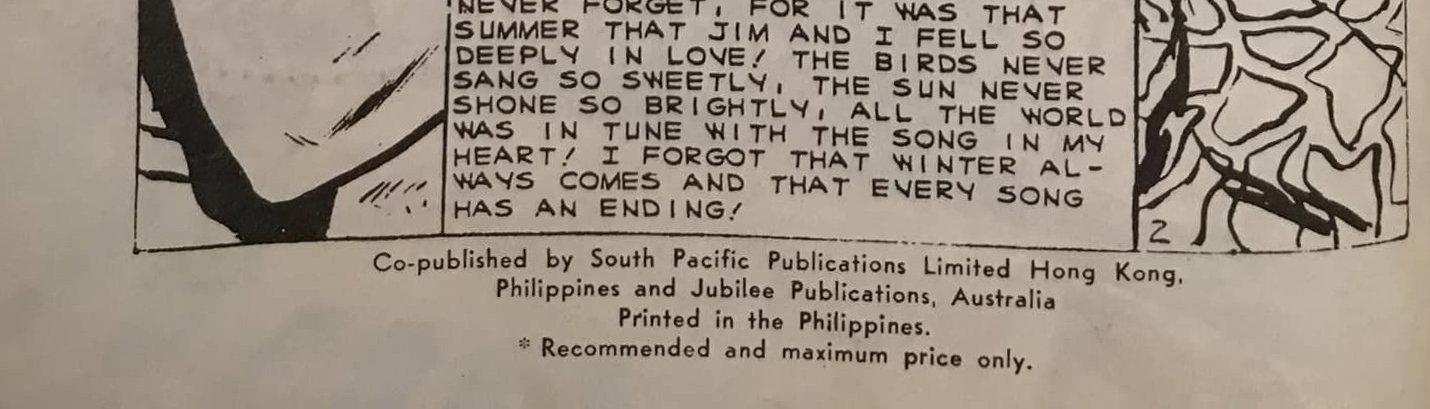 NEVER FORGET, FOR IT WAS THAT
SUMMER THAT JIM AND I FELL SO
DEEPLY IN LOVE! THE BIRDS NEVER
SANG SO SWEETLY, THE SUN NEVER
SHONE SO BRIGHTLY, ALL THE WORLD
WAS IN TUNE WITH THE SONG IN MY
HEART! I FORGOT THAT WINTER AL-
WAYS COMES AND THAT EVERY SONG
HAS AN ENDING!
2
Co-published by South Pacific Publications Limited Hong Kong,
Philippines and Jubilee Publications, Australia
Printed in the Philippines.
* Recommended and maximum price only.